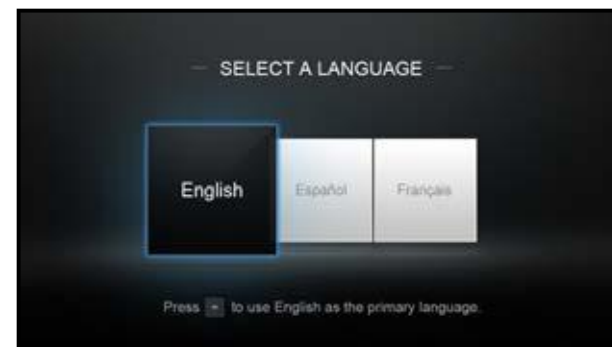 SELECT A LANGUAGE
English Español Français
Press to use English as the primary language.